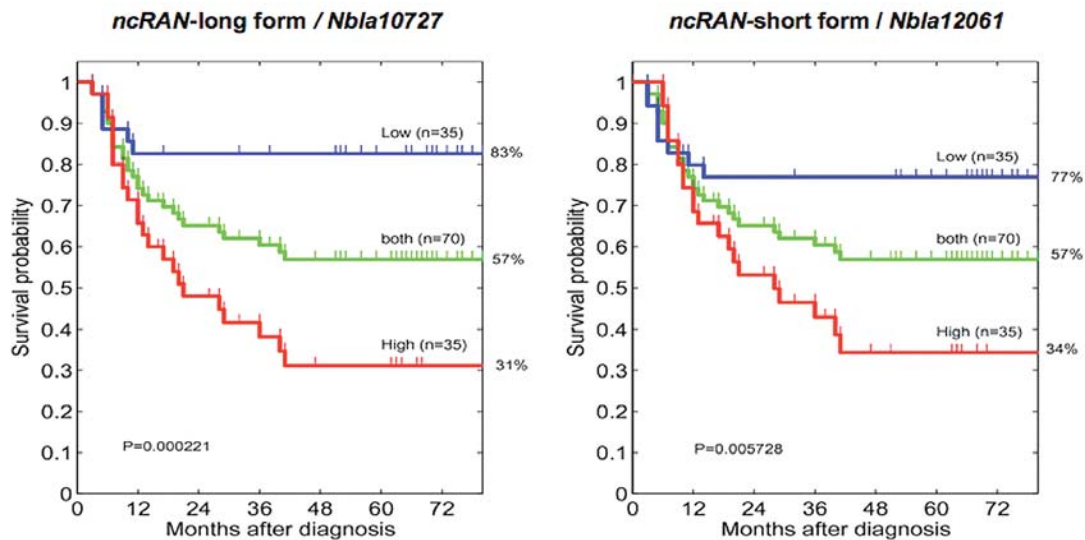 ncRAN-long form / Nbla10727
1
0.9
0.8
0.7
0.6
0.5
0.4
0.3
0.2
0.1
0
Survival probability
Low (n=35)
83%
both (n=70)
57%
High (n=35)
31%
P=0.000221
0 12 24 36 48 60 72
Months after diagnosis
ncRAN-short form / Nbla12061
1
0.9
0.8
0.7
0.6
0.5
0.4
0.3
0.2
0.1
0
Survival probability
Low (n=35)
77%
both (n=70)
57%
High (n=35)
34%
P=0.005728
0 12 24 36 48 60 72
Months after diagnosis